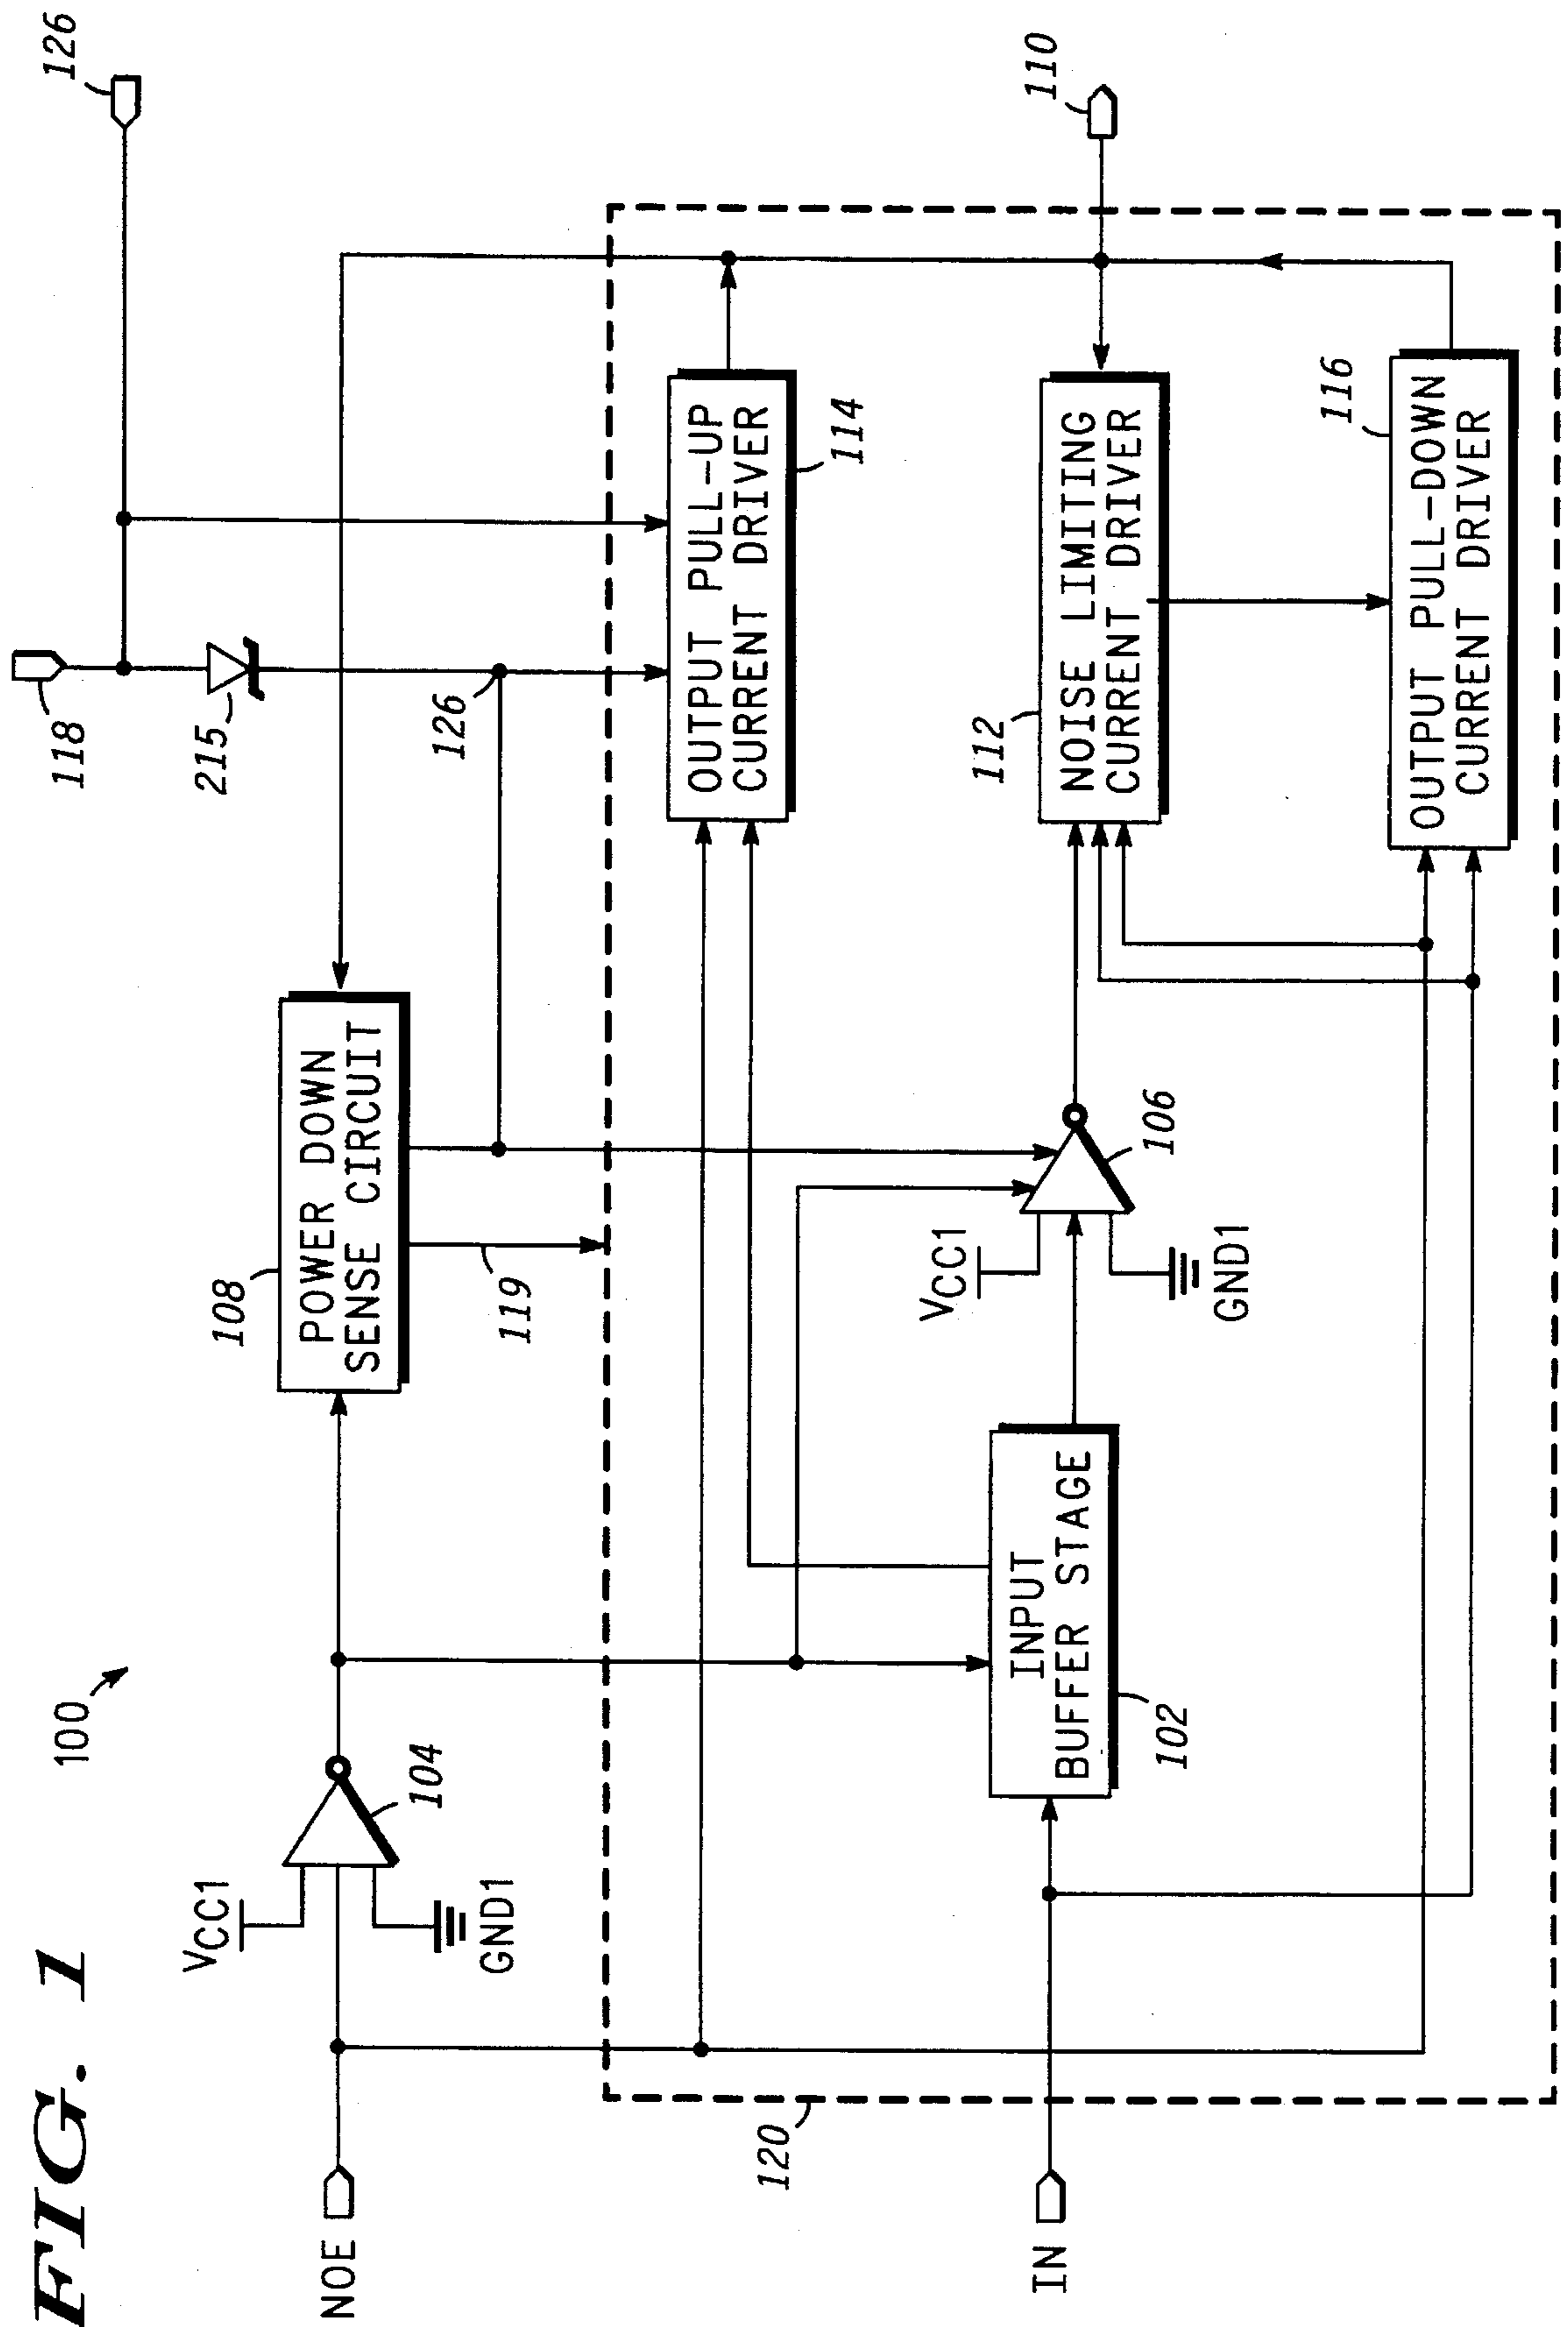 FIG. 1
100
126
118
215
126
108
POWER DOWN
SENSE CIRCUIT
119
VCC1
104
GND1
NOE
120
OUTPUT PULL-UP
CURRENT DRIVER
114
110
112
NOISE LIMITING
CURRENT DRIVER
VCC1
106
GND1
INPUT
BUFFER STAGE
102
IN
116
OUTPUT PULL-DOWN
CURRENT DRIVER